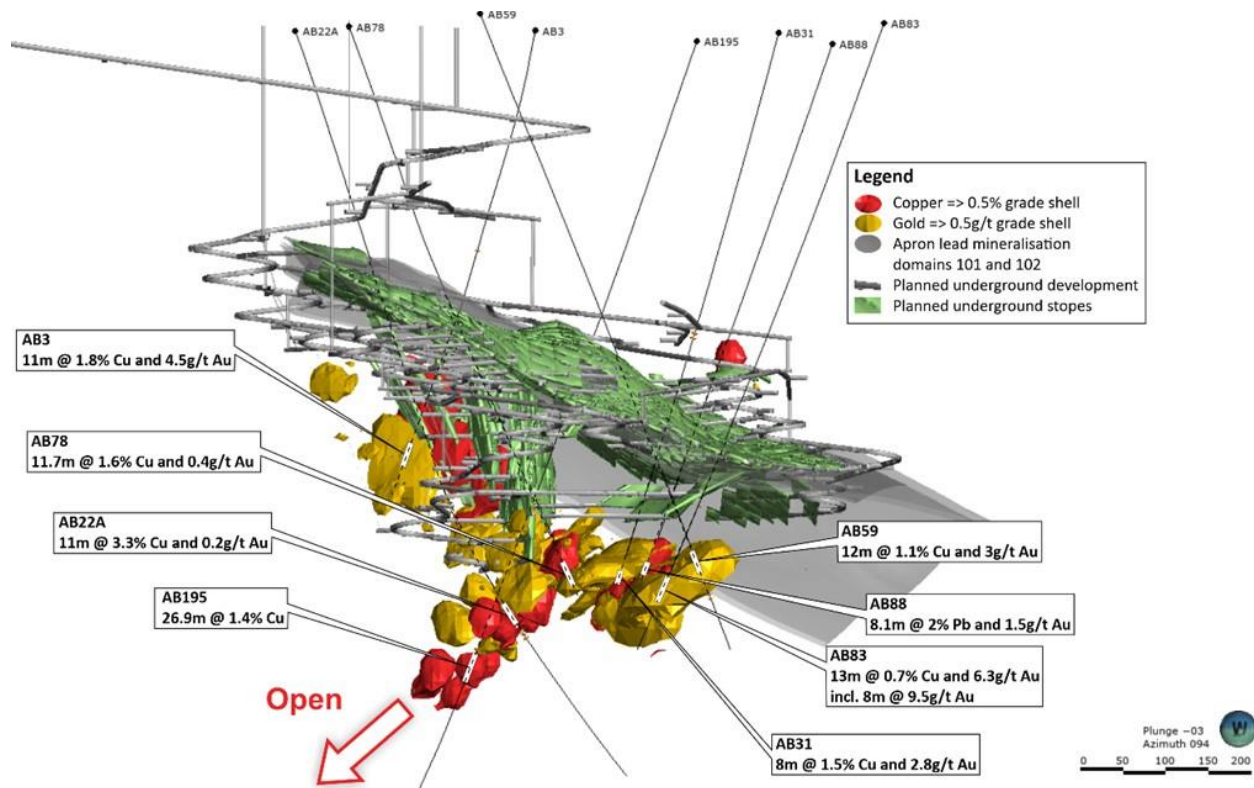 AB22A
AB78
AB59
AB3
AB195
AB31
AB88
AB83
Legend
Copper => 0.5% grade shell
Gold => 0.5g/t grade shell
Apron lead mineralisation
domains 101 and 102
Planned underground development
Planned underground stopes
AB3
11m @ 1.8% Cu and 4.5g/t Au
AB78
11.7m @ 1.6% Cu and 0.4g/t Au
AB22A
11m @ 3.3% Cu and 0.2g/t Au
AB195
26.9m @ 1.4% Cu
Open
AB59
12m @ 1.1% Cu and 3g/t Au
AB88
8.1m @ 2% Pb and 1.5g/t Au
AB83
13m @ 0.7% Cu and 6.3g/t Au
incl. 8m @ 9.5g/t Au
AB31
8m @ 1.5% Cu and 2.8g/t Au
Plunge −03
Azimuth 094
W
0 50 100 150 200